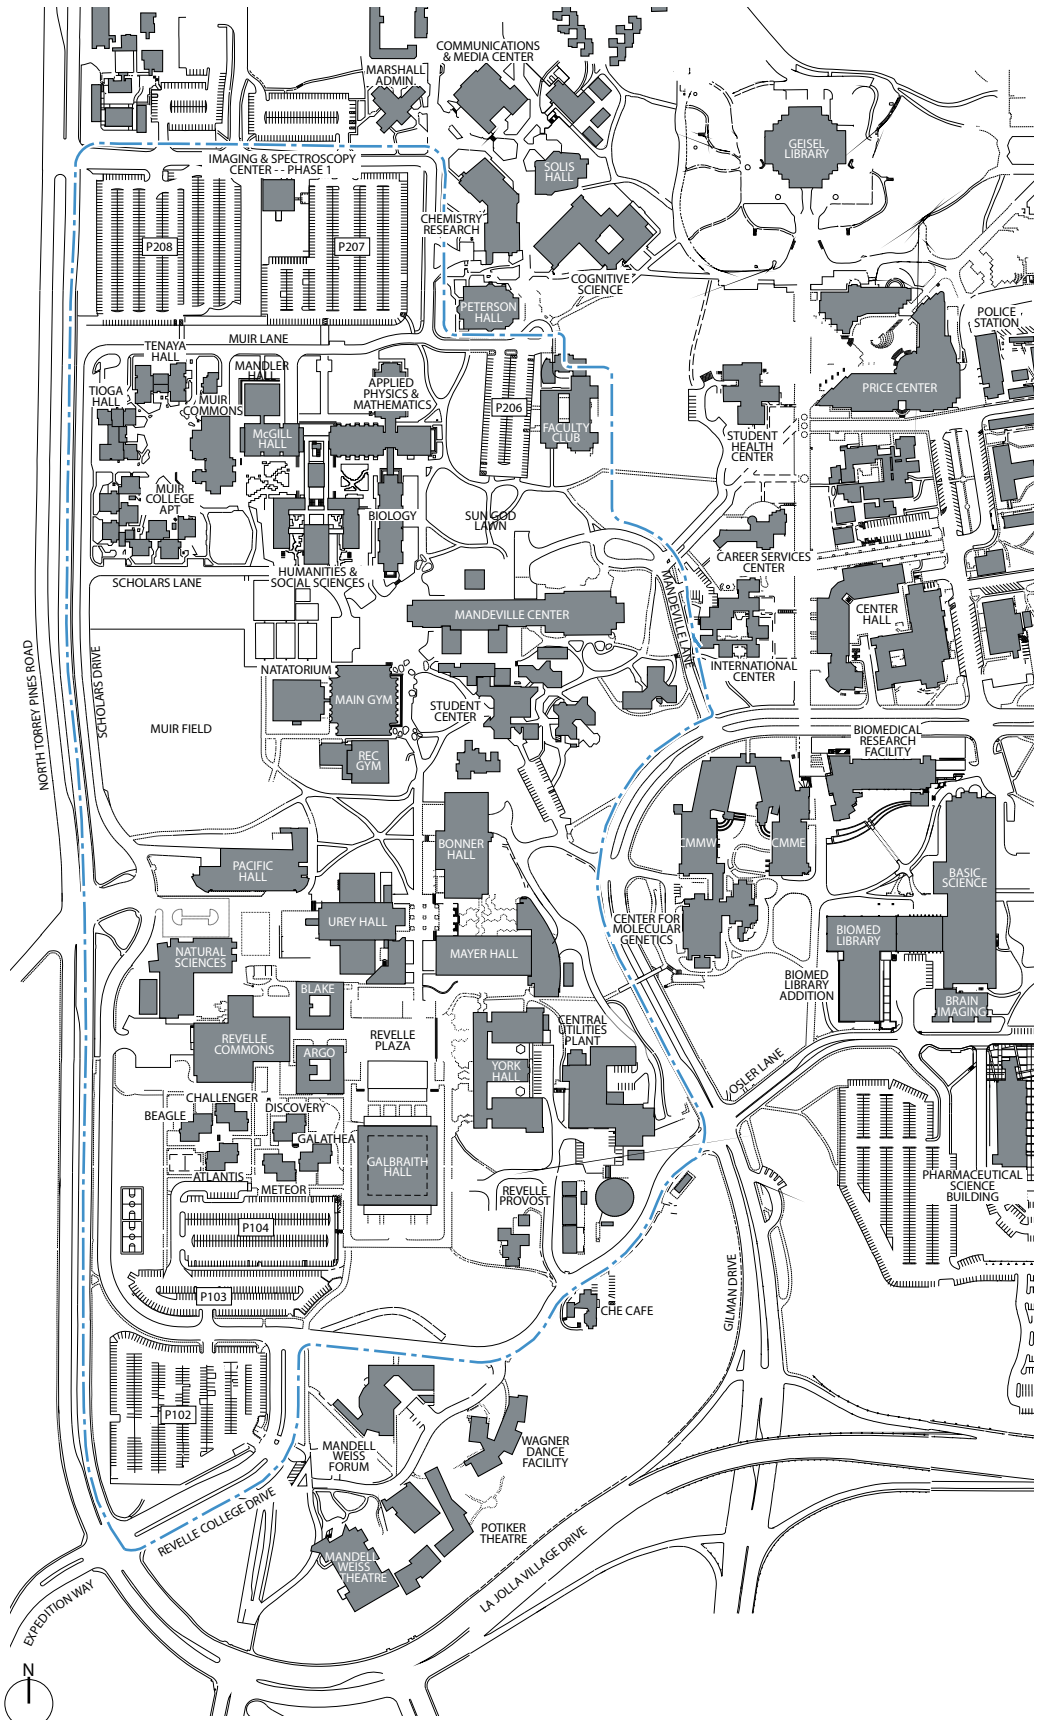 COMMUNICATIONS
& MEDIA CENTER
MARSHALL
ADMIN.
GEISEL
LIBRARY
IMAGING & SPECTROSCOPY
CENTER - - PHASE 1
SOLIS
HALL
CHEMISTRY
RESEARCH
P208
P207
COGNITIVE
SCIENCE
PETERSON
HALL
POLICE
STATION
MUIR LANE
TENAYA
HALL
MANDLER
HALL
TIOGA
HALL
MUIR
COMMONS
APPLIED
PHYSICS &
MATHEMATICS
PRICE CENTER
P206
McGILL
HALL
FACULTY
CLUB
STUDENT
HEALTH
CENTER
MUIR
COLLEGE
APT
BIOLOGY
SUN GOD
LAWN
CAREER SERVICES
CENTER
SCHOLARS LANE
HUMANITIES &
SOCIAL SCIENCES
MANDEVILLE LANE
MANDEVILLE CENTER
CENTER
HALL
NATATORIUM
MAIN GYM
INTERNATIONAL
CENTER
NORTH TORREY PINES ROAD
SCHOLARS DRIVE
MUIR FIELD
STUDENT
CENTER
REC
GYM
BIOMEDICAL
RESEARCH
FACILITY
BONNER
HALL
CMMW
CMME
PACIFIC
HALL
BASIC
SCIENCE
UREY HALL
CENTER FOR
MOLECULAR
GENETICS
BIOMED
LIBRARY
NATURAL
SCIENCES
MAYER HALL
BIOMED
LIBRARY
ADDITION
BLAKE
BRAIN
IMAGING
REVELLE
COMMONS
REVELLE
PLAZA
CENTRAL
UTILITIES
PLANT
ARGO
YORK
HALL
OSLER LANE
CHALLENGER
BEAGLE
DISCOVERY
GALATHEA
GALBRAITH
HALL
ATLANTIS
METEOR
PHARMACEUTICAL
SCIENCE
BUILDING
REVELLE
PROVOST
P104
P103
GILMAN DRIVE
CHE CAFE
P102
MANDELL
WEISS
FORUM
WAGNER
DANCE
FACILITY
REVELLE COLLEGE DRIVE
POTIKER
THEATRE
MANDELL
WEISS
THEATRE
LA JOLLA VILLAGE DRIVE
EXPEDITION WAY
N